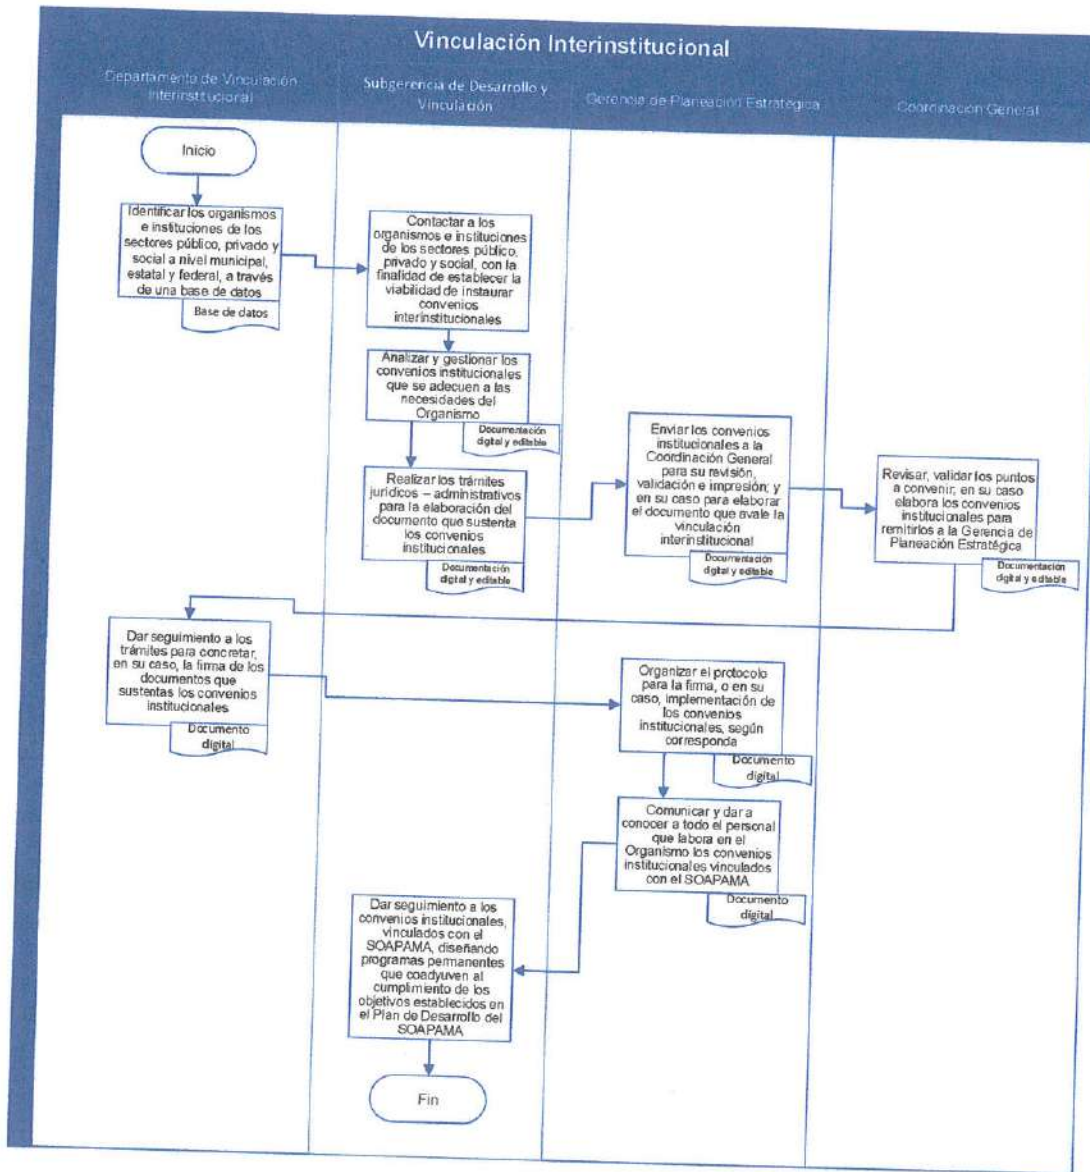 Vinculación Interinstitucional
Departamento de Vinculación
Interinstitucional
Subgerencia de Desarrollo y
Vinculación
Gerencia de Planeación Estratégica
Coordinación General
Inicio
Identificar los organismos
e instituciones de los
sectores público, privado y
social a nivel municipal,
estatal y federal, a través
de una base de datos
Base de datos
Contactar a los
organismos e instituciones
de los sectores público,
privado y social, con la
finalidad de establecer la
viabilidad de instaurar
convenios
interinstitucionales
Analizar y gestionar los
convenios institucionales
que se adecuen a las
necesidades del
Organismo
Documentación
digital y editable
Realizar los trámites
jurídicos – administrativos
para la elaboración del
documento que sustenta
los convenios
institucionales
Documentación
digital y editable
Enviar los convenios
institucionales a la
Coordinación General
para su revisión,
validación e impresión; y
en su caso para elaborar
el documento que avale la
vinculación
interinstitucional
Documentación
digital y editable
Revisar, validar los puntos
a convenir, en su caso
elabora los convenios
institucionales para
remitirlos a la Gerencia de
Planeación Estratégica
Documentación
digital y editable
Dar seguimiento a los
trámites para concretar,
en su caso, la firma de los
documentos que
sustentas los convenios
institucionales
Documento
digital
Organizar el protocolo
para la firma, o en su
caso, implementación de
los convenios
institucionales, según
corresponda
Documento
digital
Comunicar y dar a
conocer a todo el personal
que labora en el
Organismo los convenios
institucionales vinculados
con el SOAPAMA
Documento
digital
Dar seguimiento a los
convenios institucionales,
vinculados con el
SOAPAMA, diseñando
programas permanentes
que coadyuven al
cumplimiento de los
objetivos establecidos en
el Plan de Desarrollo del
SOAPAMA
Fin